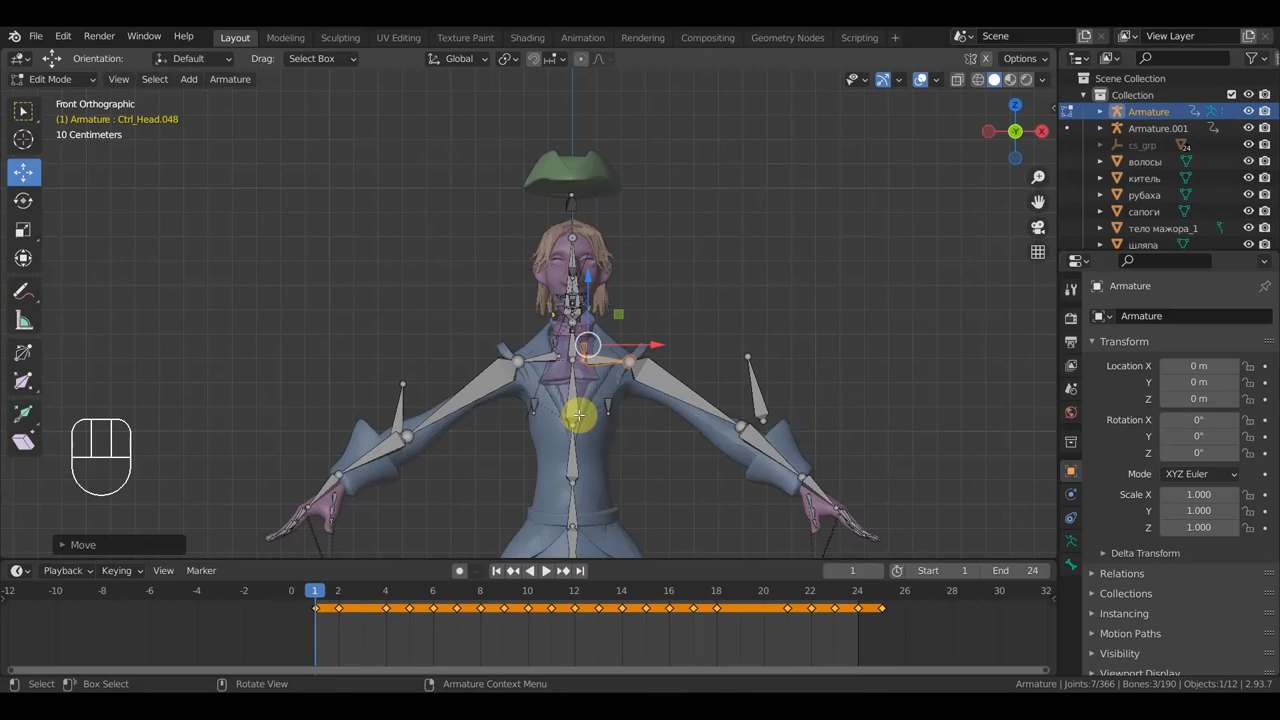 File Edit Render Window Help Layout Modeling Sculpting UV Editing Texture Paint Shading Animation Rendering Compositing Geometry Nodes Scripting + Scene View Layer
Orientation: Default Drag: Select Box Global X Options
Edit Mode View Select Add Armature
Front Orthographic
(1) Armature : Ctrl_Head.048
10 Centimeters
Z
X
-Y
Scene Collection
Collection
Armature
Armature.001
cs_grp 24
волосы
китель
рубаха
сапоги
тело мажора_1
шляпа
Armature
Armature
Transform
Location X 0 m
Y 0 m
Z 0 m
Rotation X 0°
Y 0°
Z 0°
Mode XYZ Euler
Scale X 1.000
Y 1.000
Z 1.000
Delta Transform
Relations
Collections
Instancing
Motion Paths
Visibility
Viewport Display
Move
Playback Keying View Marker 1 Start 1 End 24
-12 -10 -8 -6 -4 -2 0 1 2 4 6 8 10 12 14 16 18 20 22 24 26 28 30 32
Select Box Select Rotate View Armature Context Menu Armature | Joints:7/366 | Bones:3/190 | Objects:1/12 | 2.93.7